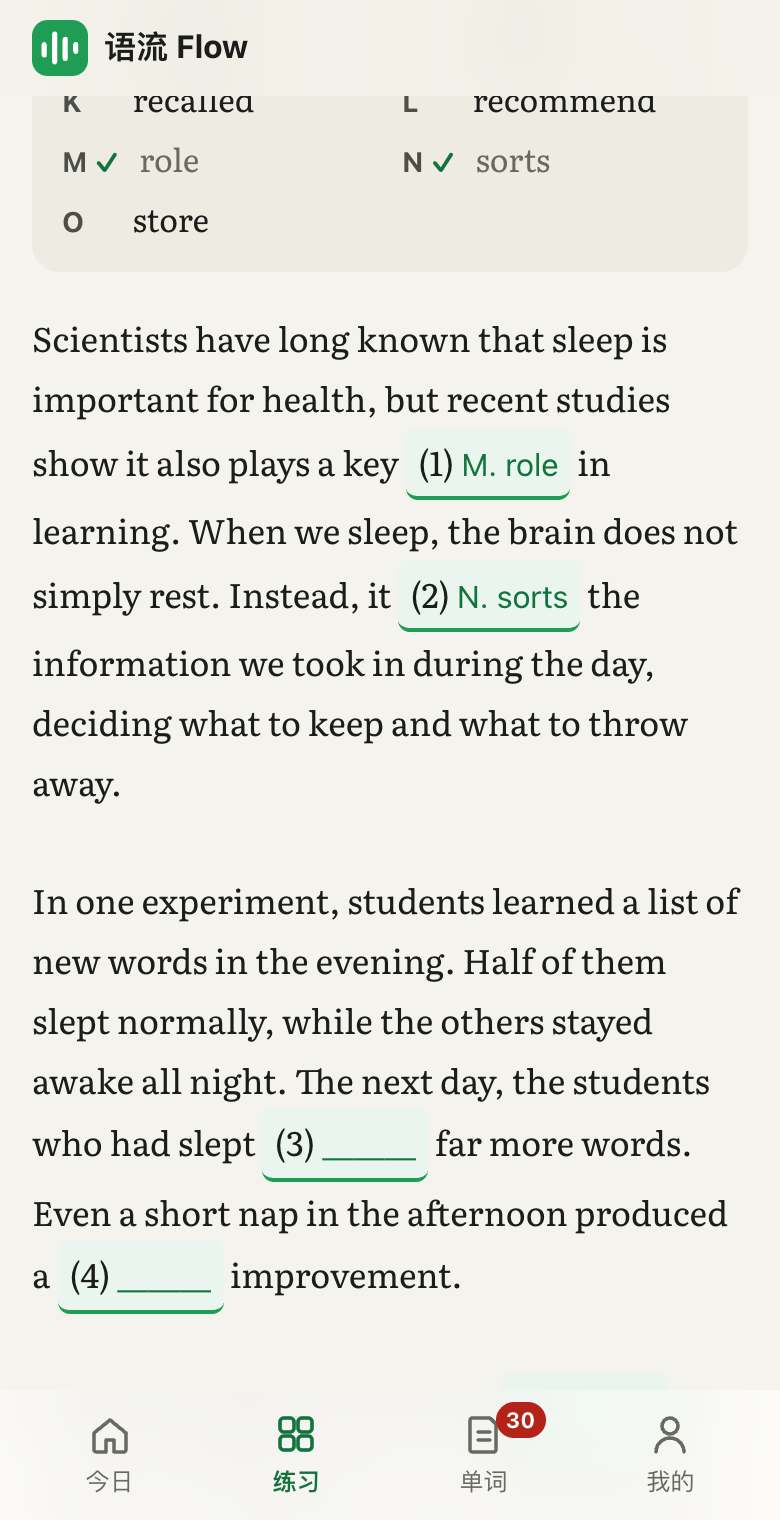 语流 Flow
K recalled L recommend
M ✓ role N ✓ sorts
O store
Scientists have long known that sleep is
important for health, but recent studies
show it also plays a key (1) M. role in
learning. When we sleep, the brain does not
simply rest. Instead, it (2) N. sorts the
information we took in during the day,
deciding what to keep and what to throw
away.
In one experiment, students learned a list of
new words in the evening. Half of them
slept normally, while the others stayed
awake all night. The next day, the students
who had slept (3) ______ far more words.
Even a short nap in the afternoon produced
a (4) ______ improvement.
30
今日 练习 单词 我的